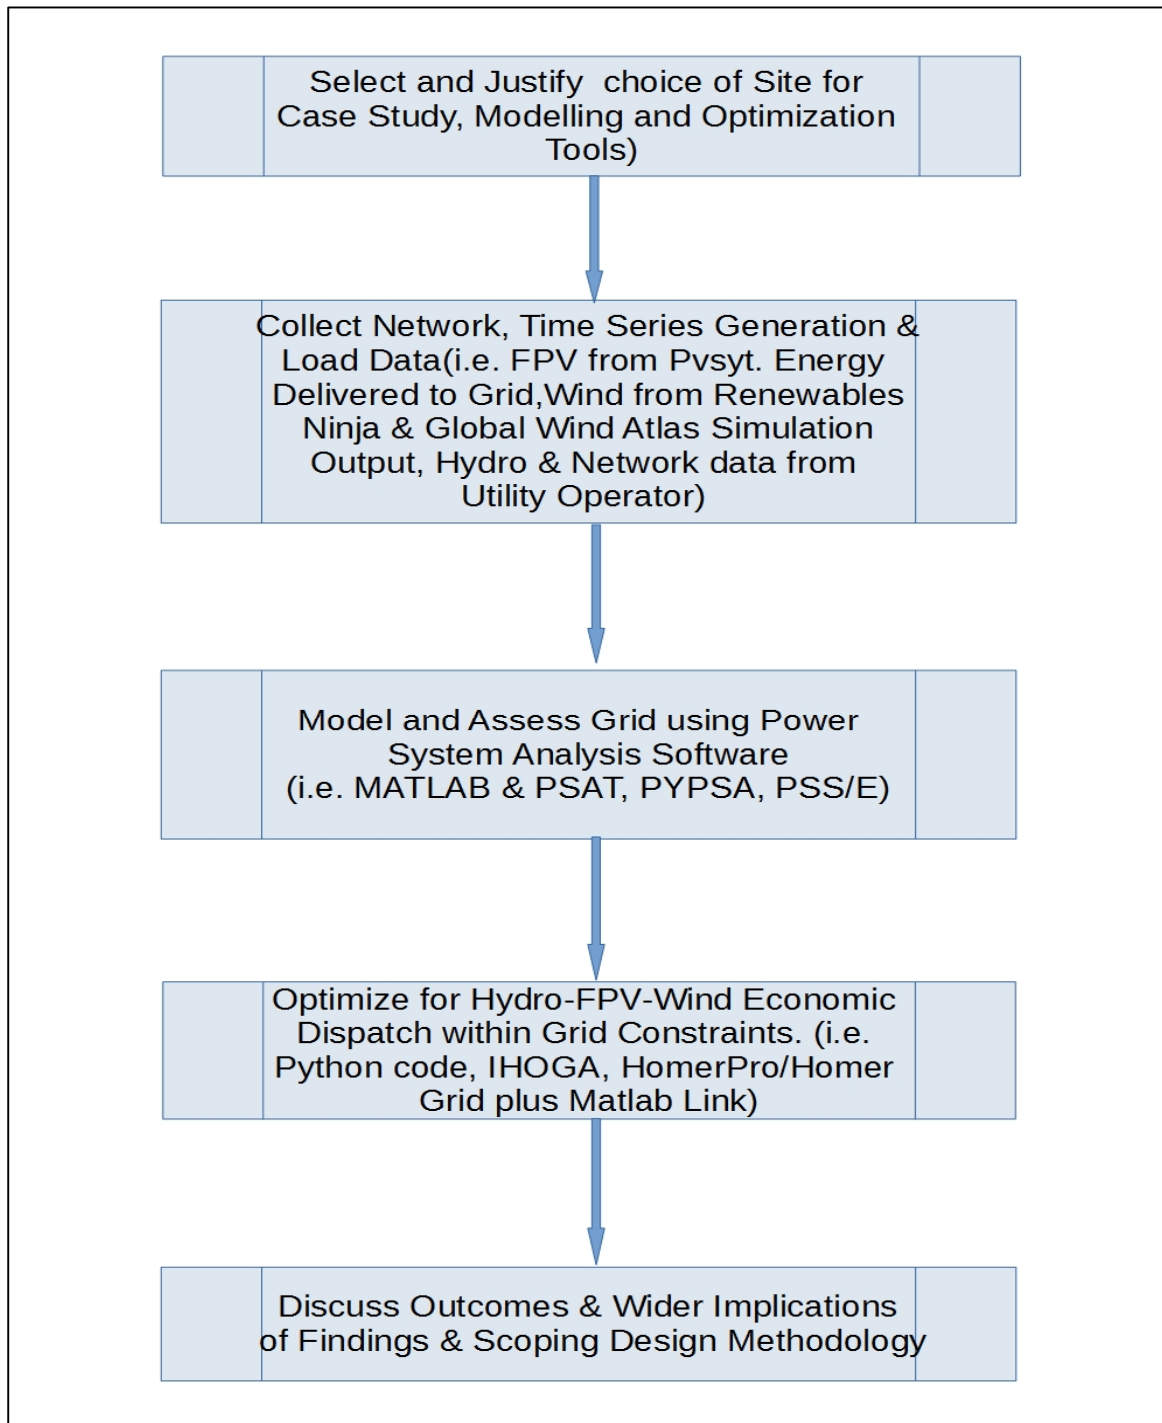 Select and Justify choice of Site for
Case Study, Modelling and Optimization
Tools)
Collect Network, Time Series Generation &
Load Data(i.e. FPV from Pvsyt. Energy
Delivered to Grid,Wind from Renewables
Ninja & Global Wind Atlas Simulation
Output, Hydro & Network data from
Utility Operator)
Model and Assess Grid using Power
System Analysis Software
(i.e. MATLAB & PSAT, PYPSA, PSS/E)
Optimize for Hydro-FPV-Wind Economic
Dispatch within Grid Constraints. (i.e.
Python code, IHOGA, HomerPro/Homer
Grid plus Matlab Link)
Discuss Outcomes & Wider Implications
of Findings & Scoping Design Methodology